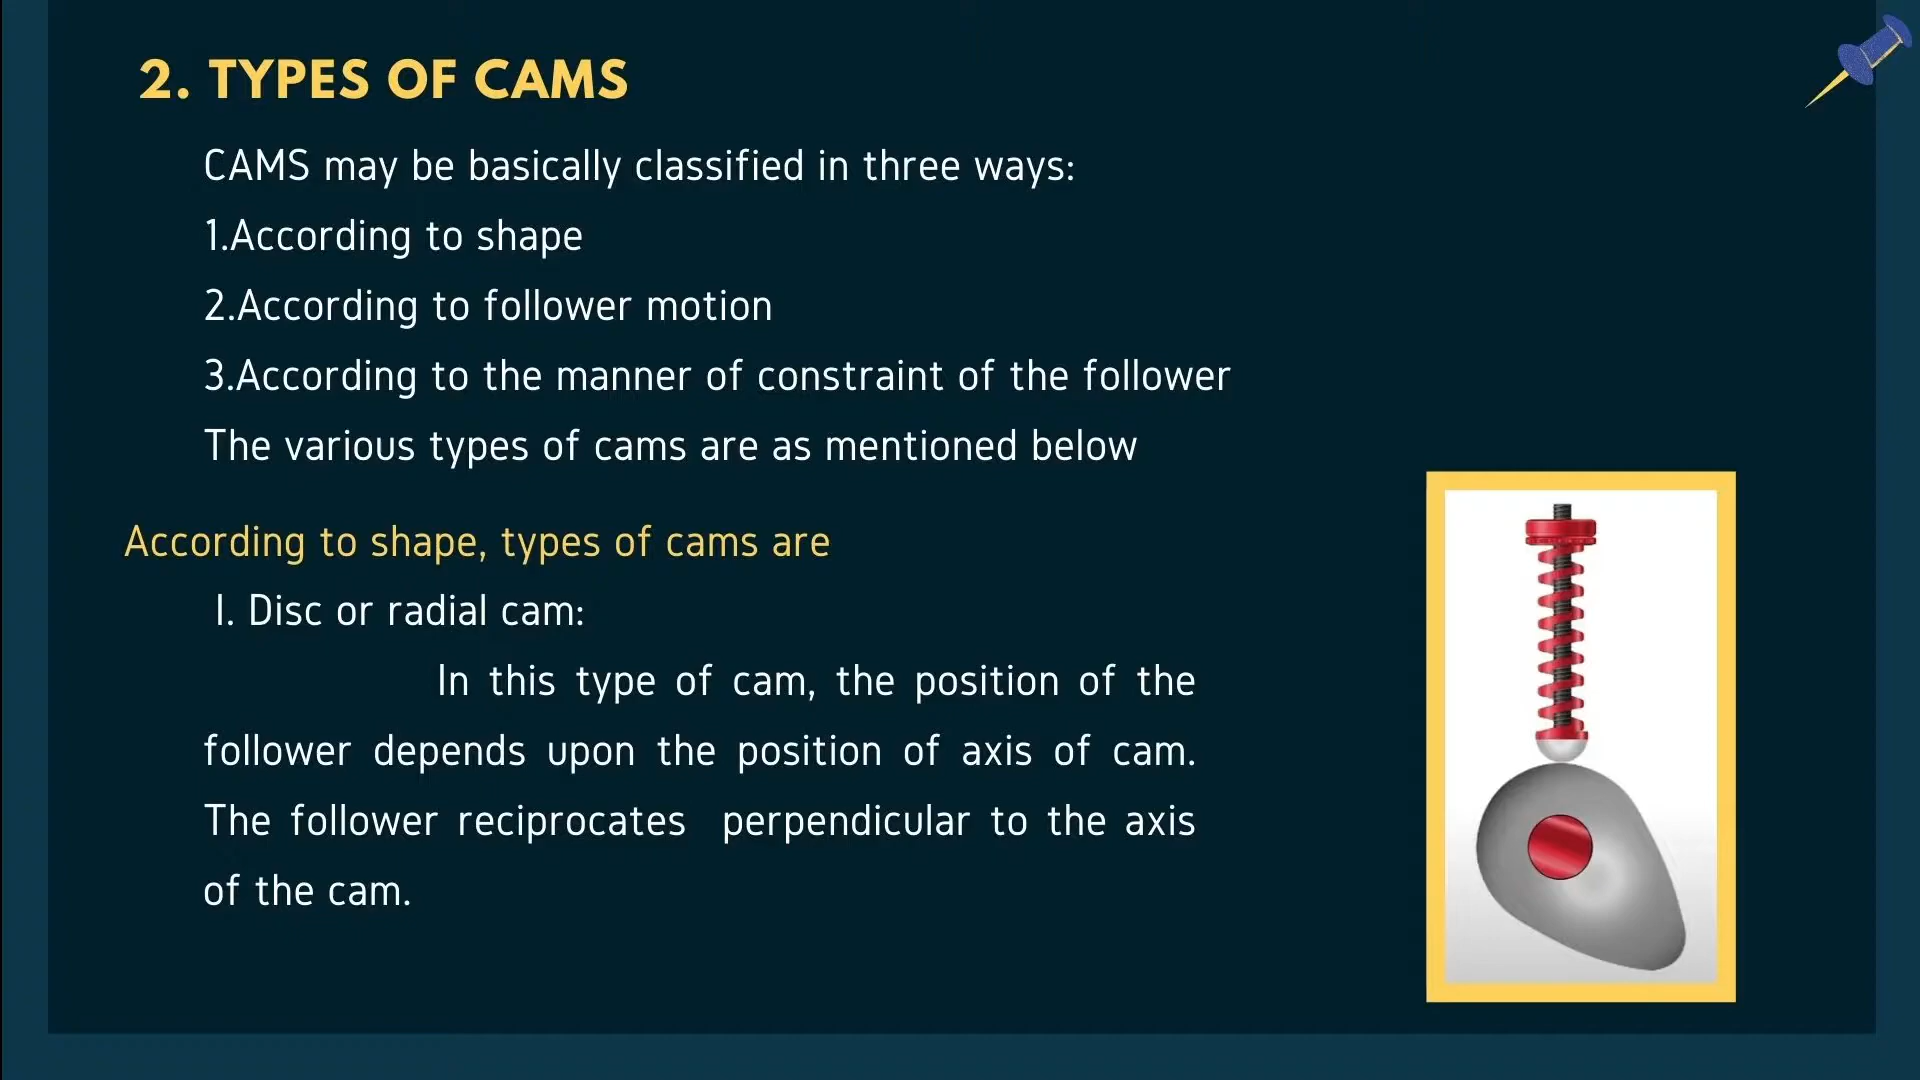 2. TYPES OF CAMS
CAMS may be basically classified in three ways:
1.According to shape
2.According to follower motion
3.According to the manner of constraint of the follower
The various types of cams are as mentioned below
According to shape, types of cams are
I. Disc or radial cam:
In this type of cam, the position of the
follower depends upon the position of axis of cam.
The follower reciprocates perpendicular to the axis
of the cam.